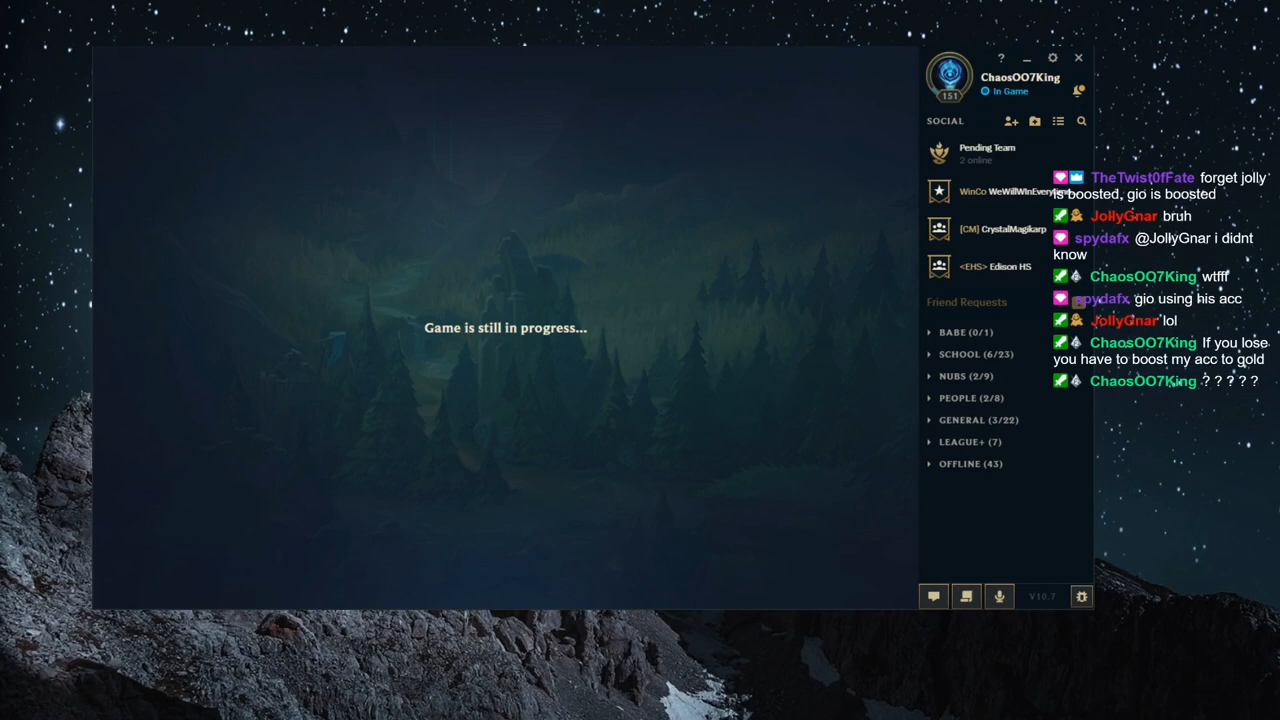 ChaosOO7King
In Game
151
SOCIAL
Pending Team
2 online
WinCo WeWillWInEverytime
[CM] CrystalMagikarp
<EHS> Edison HS
Friend Requests
BABE (0/1)
SCHOOL (6/23)
NUBS (2/9)
PEOPLE (2/8)
GENERAL (3/22)
LEAGUE+ (7)
OFFLINE (43)
V10.7
Game is still in progress...
TheTwist0fFate forget jolly
is boosted, gio is boosted
JollyGnar bruh
spydafx @JollyGnar i didnt
know
ChaosOO7King wtfff
spydafx gio using his acc
JollyGnar lol
ChaosOO7King If you lose
you have to boost my acc to gold
ChaosOO7King ? ? ? ? ?